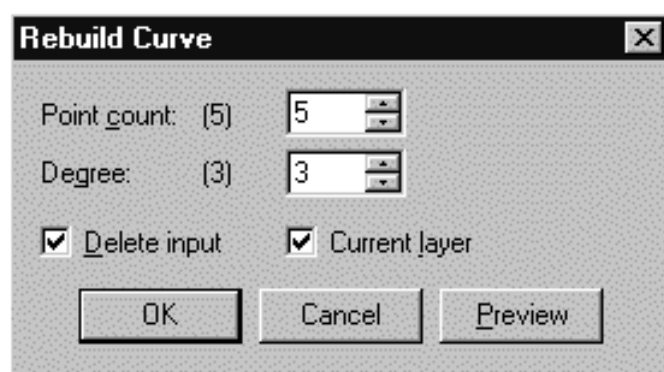 Rebuild Curve
Point count: (5) 5
Degree: (3) 3
Delete input Current layer
OK Cancel Preview